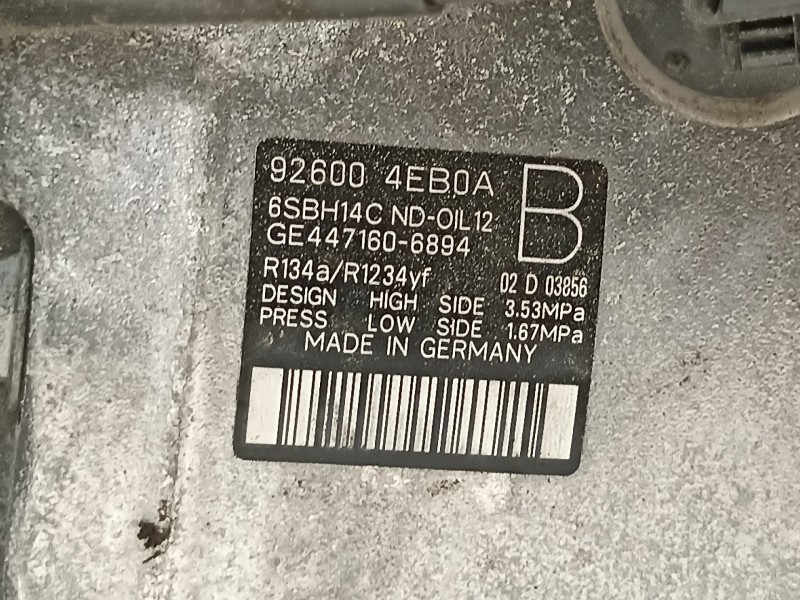 92600 4EB0A B
6SBH14C ND-OIL12
GE447160-6894
R134a/R1234yf 02 D 03856
DESIGN HIGH SIDE 3.53MPa
PRESS LOW SIDE 1.67MPa
MADE IN GERMANY